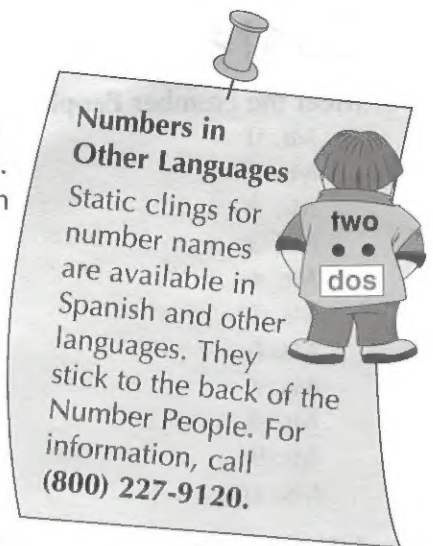 Numbers in
Other Languages
Static clings for
number names
are available in
Spanish and other
languages. They
stick to the back of the
Number People. For
information, call
(800) 227-9120.
two
dos